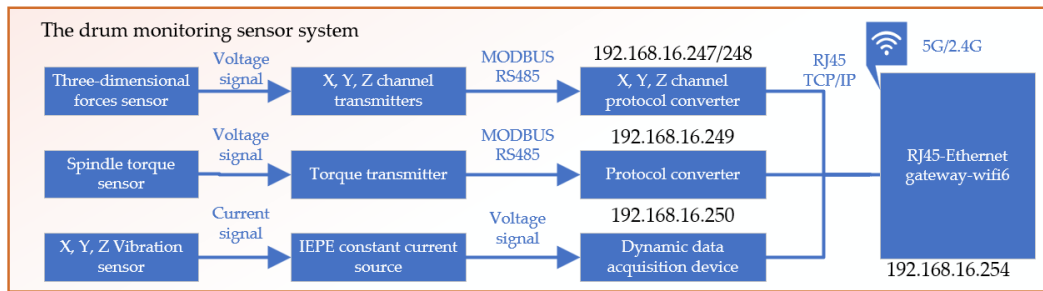 The drum monitoring sensor system
5G/2.4G
Voltage
signal
MODBUS
RS485
192.168.16.247/248
RJ45
TCP/IP
Three-dimensional
forces sensor
X, Y, Z channel
transmitters
X, Y, Z channel
protocol converter
Voltage
signal
MODBUS
RS485
192.168.16.249
Spindle torque
sensor
Torque transmitter
Protocol converter
RJ45-Ethernet
gateway-wifi6
Current
signal
Voltage
signal
192.168.16.250
X, Y, Z Vibration
sensor
IEPE constant current
source
Dynamic data
acquisition device
192.168.16.254